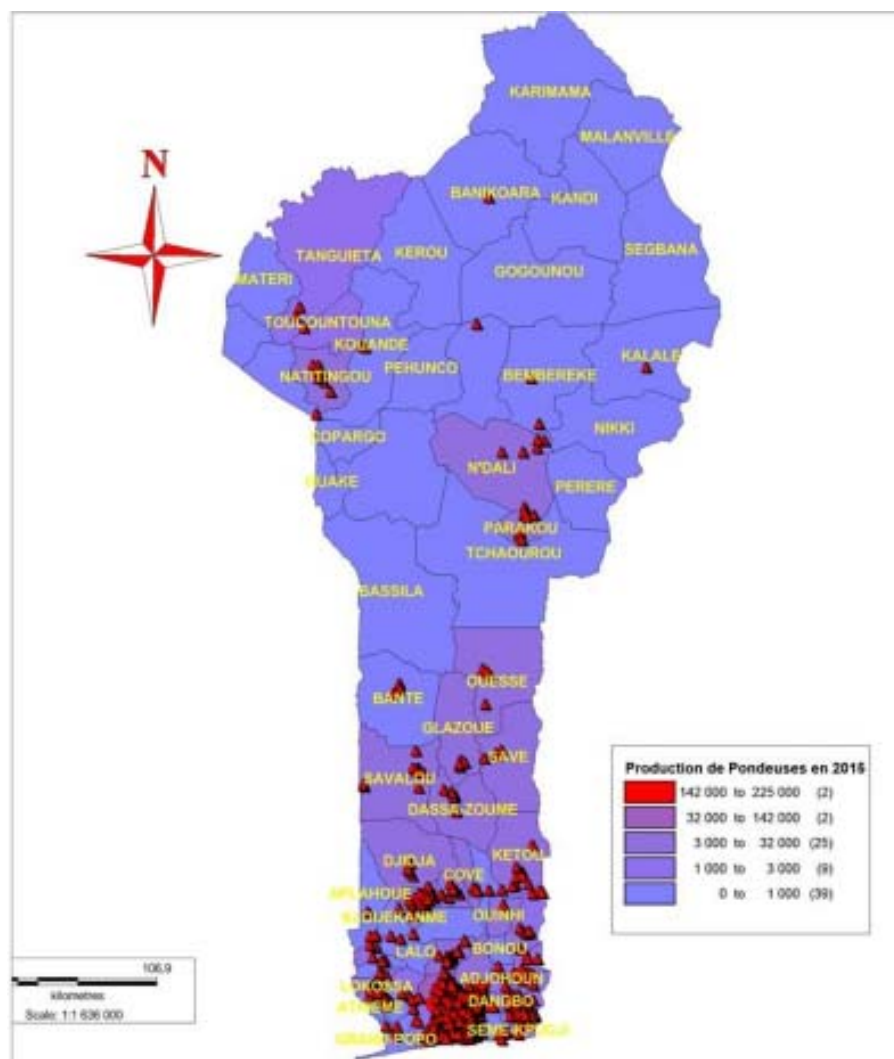 KARIMAMA
MALANVILLE
N
BANIKOARA
KANDI
TANGUIETA
KEROU
SEGBANA
MATERI
GOGOUNOU
TOUCOUNTOUNA
KOUANDE
KALALE
NATITINGOU
PEHUNCO
BEMBEREKE
COPARGO
NIKKI
OUAKE
N'DALI
PERERE
PARAKOU
TCHAOUROU
BASSILA
OUESSE
BANTE
GLAZOUE
SAVE
SAVALOU
DASSA-ZOUME
Production de Pondeuses en 2015
142 000 to 225 000 (2)
32 000 to 142 000 (2)
3 000 to 32 000 (25)
1 000 to 3 000 (9)
0 to 1 000 (39)
KETOU
DJIDJA
COVE
OUINHI
LALO
BONOU
106,9
ADJOHOUN
LOKOSSA
kilometres
DANGBO
ATHIEME
Scale: 1:1 636 000
GRAND-POPO